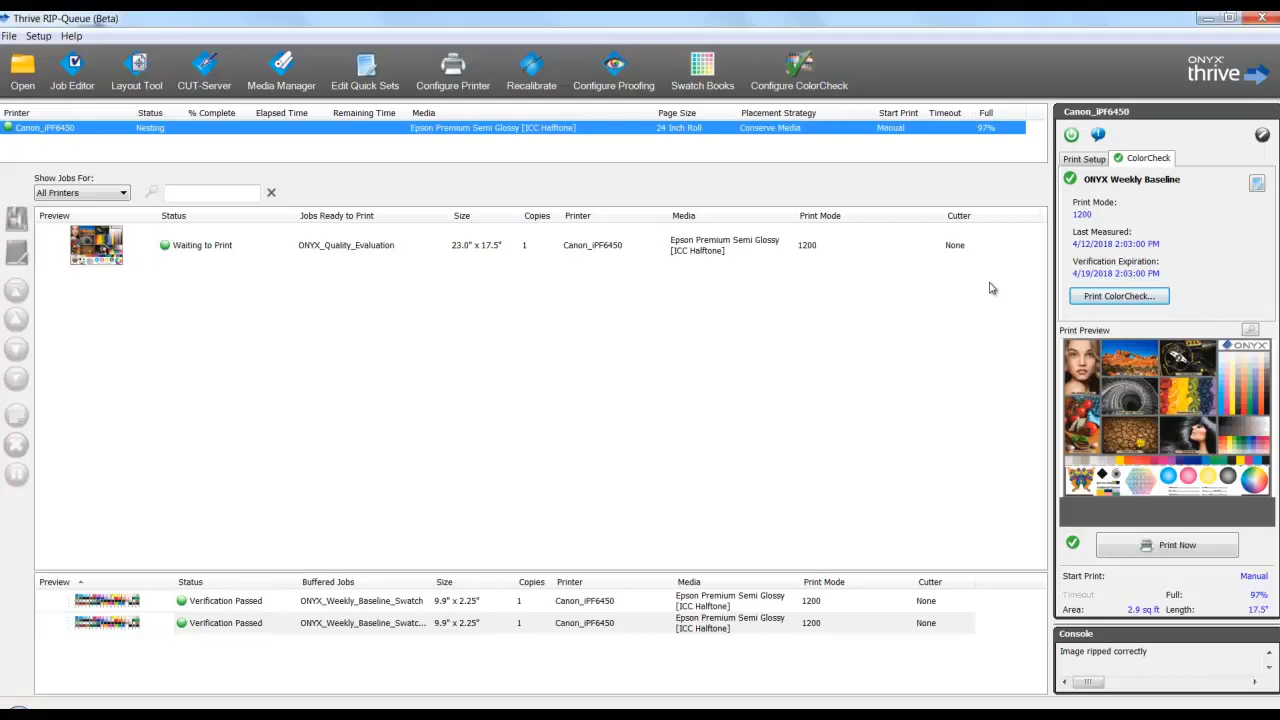 Thrive RIP-Queue (Beta)
File Setup Help
Open Job Editor Layout Tool CUT-Server Media Manager Edit Quick Sets Configure Printer Recalibrate Configure Proofing Swatch Books Configure ColorCheck
ONYX
thrive
Printer Status % Complete Elapsed Time Remaining Time Media Page Size Placement Strategy Start Print Timeout Full
Canon_iPF6450 Nesting Epson Premium Semi Glossy [ICC Halftone] 24 Inch Roll Conserve Media Manual 97%
Show Jobs For:
All Printers
Preview Status Jobs Ready to Print Size Copies Printer Media Print Mode Cutter
Waiting to Print ONYX_Quality_Evaluation 23.0" x 17.5" 1 Canon_iPF6450 Epson Premium Semi Glossy 1200 None
[ICC Halftone]
Preview Status Buffered Jobs Size Copies Printer Media Print Mode Cutter
Verification Passed ONYX_Weekly_Baseline_Swatch 9.9" x 2.25" 1 Canon_iPF6450 Epson Premium Semi Glossy 1200 None
[ICC Halftone]
Verification Passed ONYX_Weekly_Baseline_Swatc... 9.9" x 2.25" 1 Canon_iPF6450 Epson Premium Semi Glossy 1200 None
[ICC Halftone]
Canon_iPF6450
Print Setup ColorCheck
ONYX Weekly Baseline
Print Mode:
1200
Last Measured:
4/12/2018 2:03:00 PM
Verification Expiration:
4/19/2018 2:03:00 PM
Print ColorCheck...
Print Preview
ONYX
Print Now
Start Print: Manual
Timeout Full: 97%
Area: 2.9 sq ft Length: 17.5"
Console
Image ripped correctly